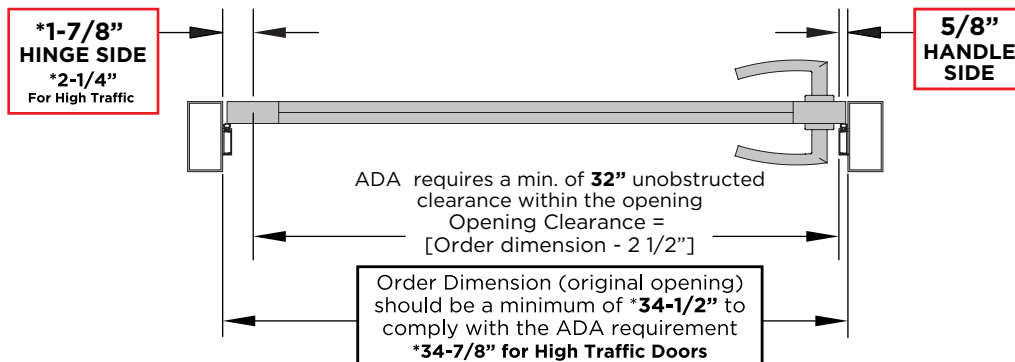 *1-7/8”
HINGE SIDE
*2-1/4”
For High Traffic
5/8”
HANDLE
SIDE
ADA requires a min. of 32” unobstructed
clearance within the opening
Opening Clearance =
[Order dimension - 2 1/2”]
Order Dimension (original opening)
should be a minimum of *34-1/2” to
comply with the ADA requirement
*34-7/8” for High Traffic Doors